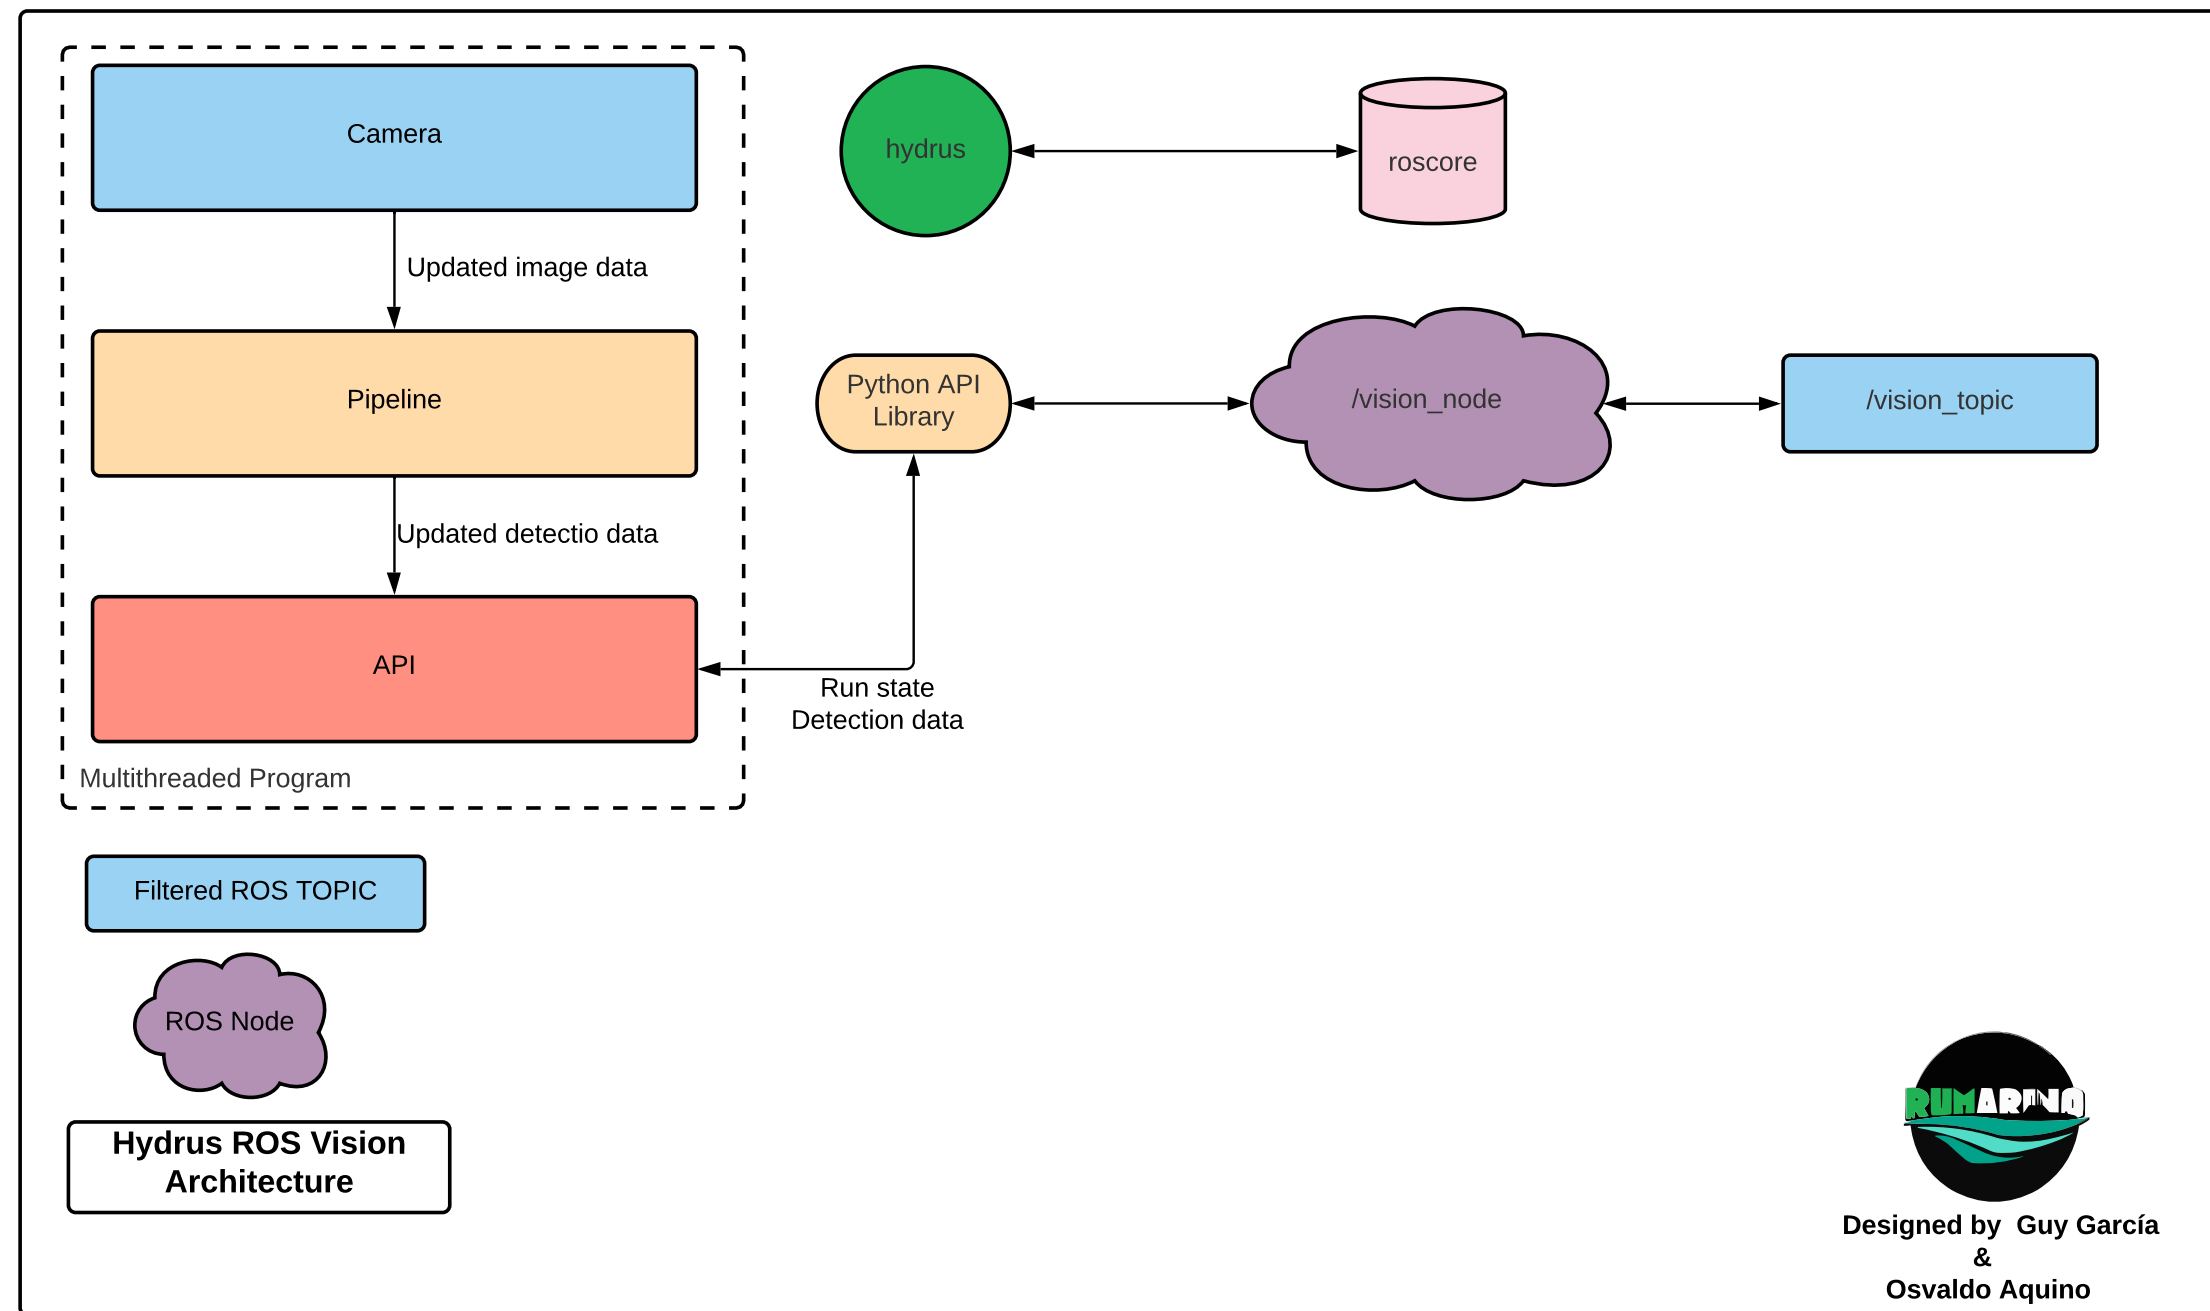 Camera
Updated image data
Pipeline
Updated detectio data
API
Multithreaded Program
hydrus
roscore
Python API
Library
/vision_node
/vision_topic
Run state
Detection data
Filtered ROS TOPIC
ROS Node
Hydrus ROS Vision
Architecture
RUMARINO
Designed by  Guy García
&
Osvaldo Aquino